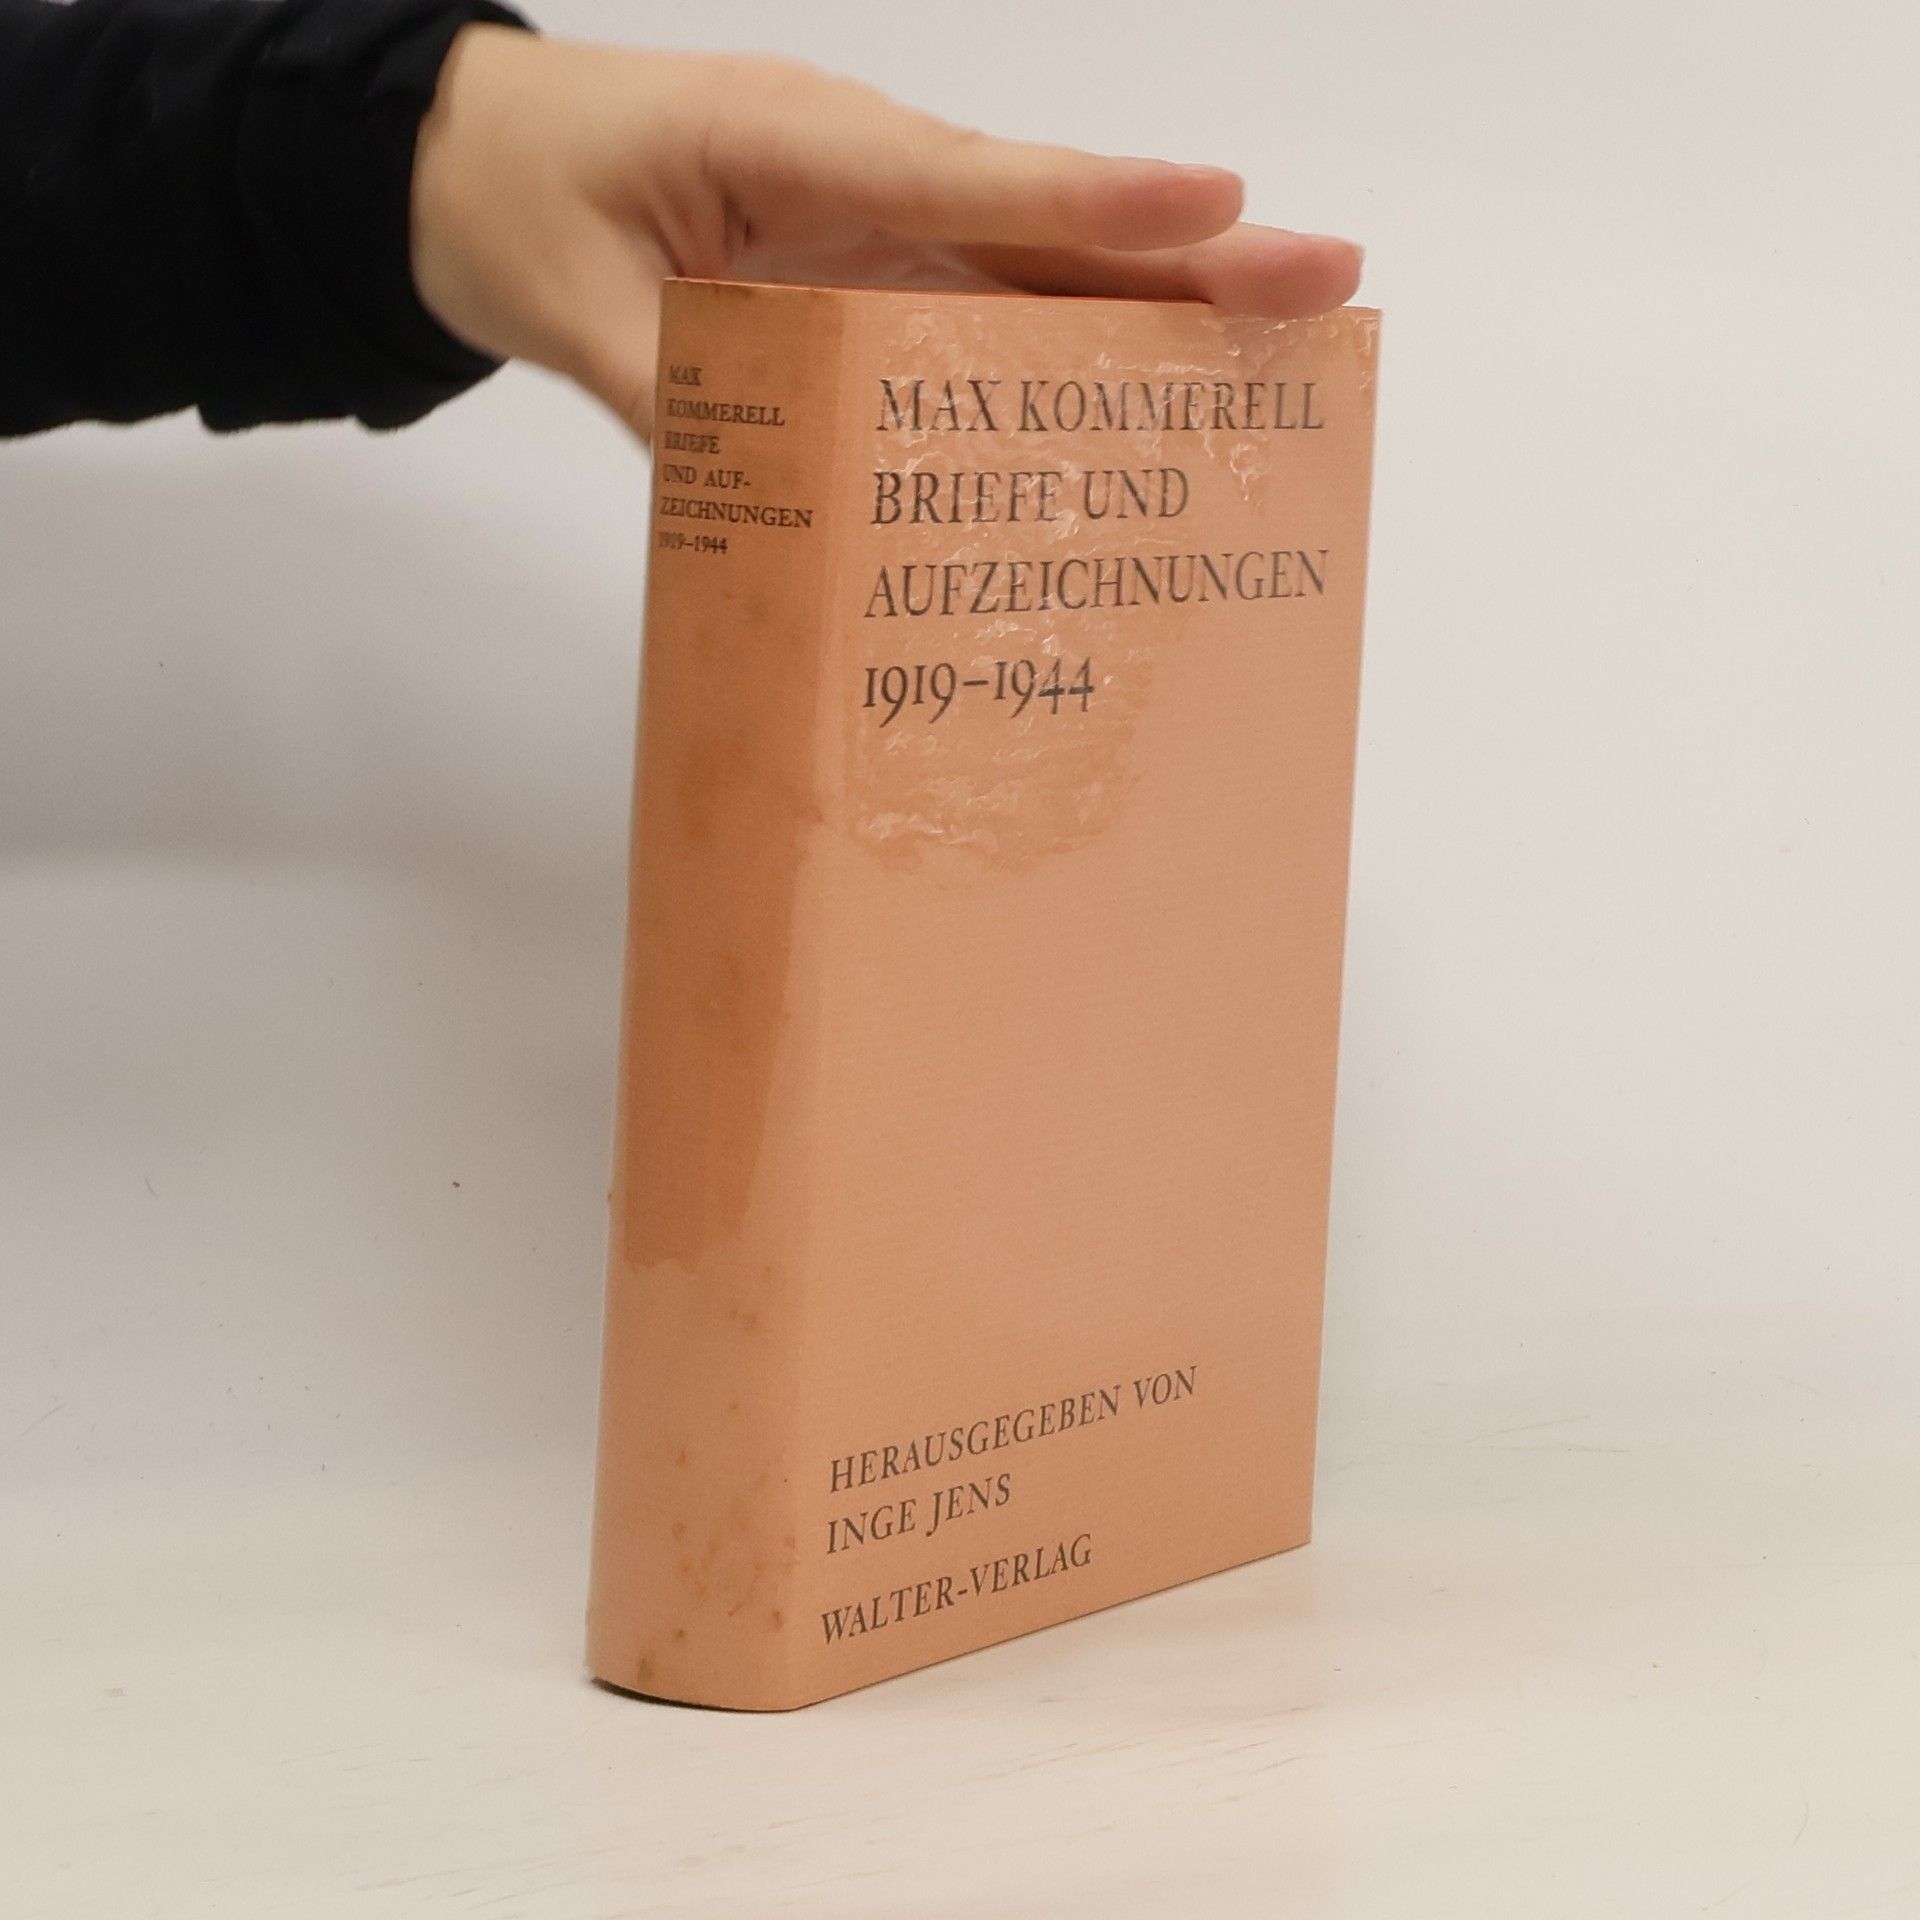 MAX
KOMMERELL
BRIEFE
UND AUF-
ZEICHNUNGEN
1919–1944
MAX KOMMERELL
BRIEFE UND
AUFZEICHNUNGEN
1919–1944
HERAUSGEGEBEN VON
INGE JENS
WALTER-VERLAG